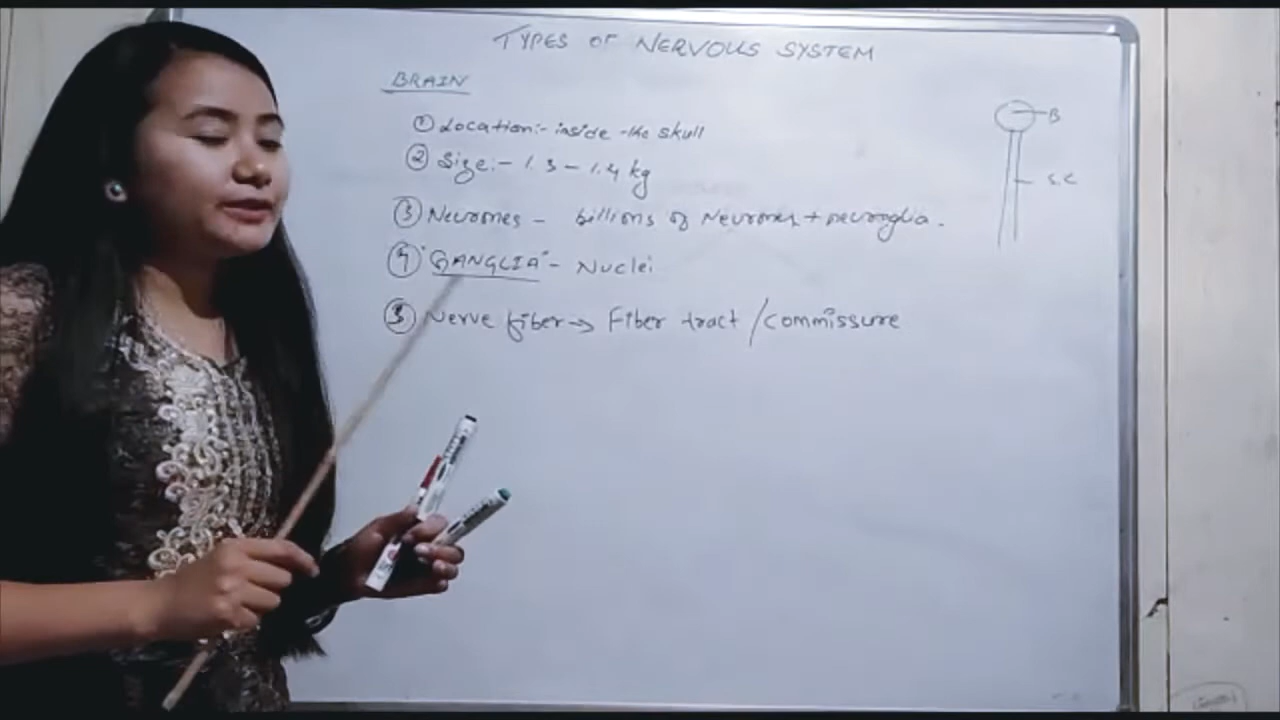 TYPES OF NERVOUS SYSTEM
BRAIN
① Location:- inside the skull
② Size:- 1.3 - 1.4 kg
③ Neurones - billions of Neurones + neuroglia.
④ "GANGLIA" - Nuclei
⑤ Nerve fiber → Fiber tract / commissure
B
S.C